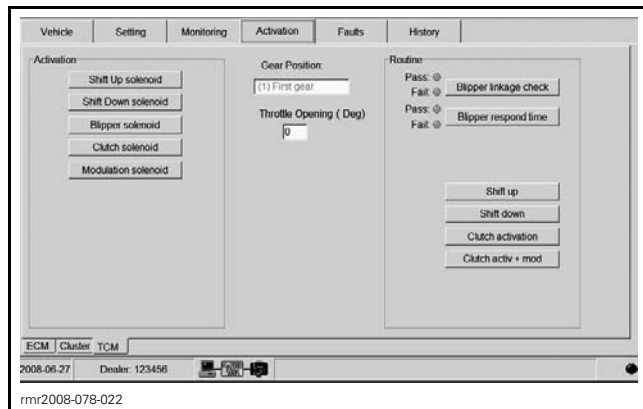 Vehicle Setting Monitoring Activation Faults History
Activation
Shift Up solenoid
Shift Down solenoid
Blipper solenoid
Clutch solenoid
Modulation solenoid
Gear Position:
(1) First gear
Throttle Opening ( Deg)
0
Routine
Pass:
Fail:
Blipper linkage check
Pass:
Fail:
Blipper respond time
Shift up
Shift down
Clutch activation
Clutch activ + mod
ECM Cluster TCM
2008-06-27 Dealer: 123456
rmr2008-078-022